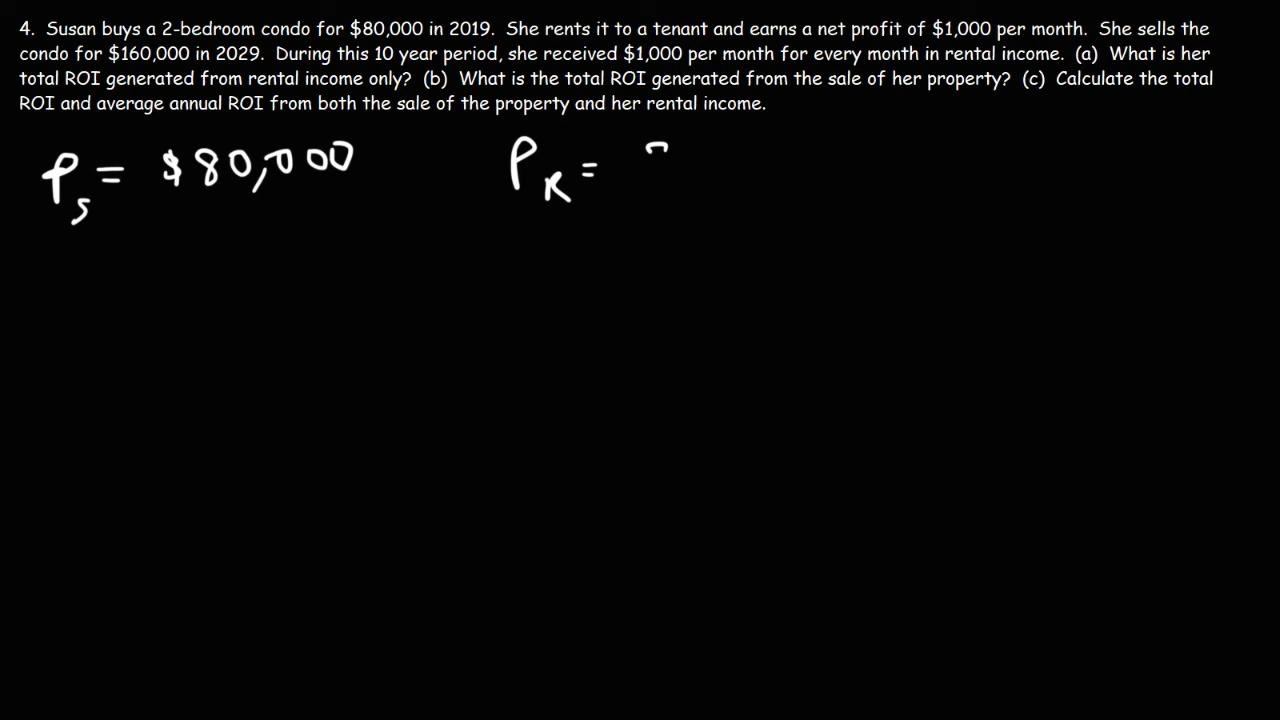 4. Susan buys a 2-bedroom condo for $80,000 in 2019. She rents it to a tenant and earns a net profit of $1,000 per month. She sells the
condo for $160,000 in 2029. During this 10 year period, she received $1,000 per month for every month in rental income. (a) What is her
total ROI generated from rental income only? (b) What is the total ROI generated from the sale of her property? (c) Calculate the total
ROI and average annual ROI from both the sale of the property and her rental income.
P_s = $80,000 P_R =